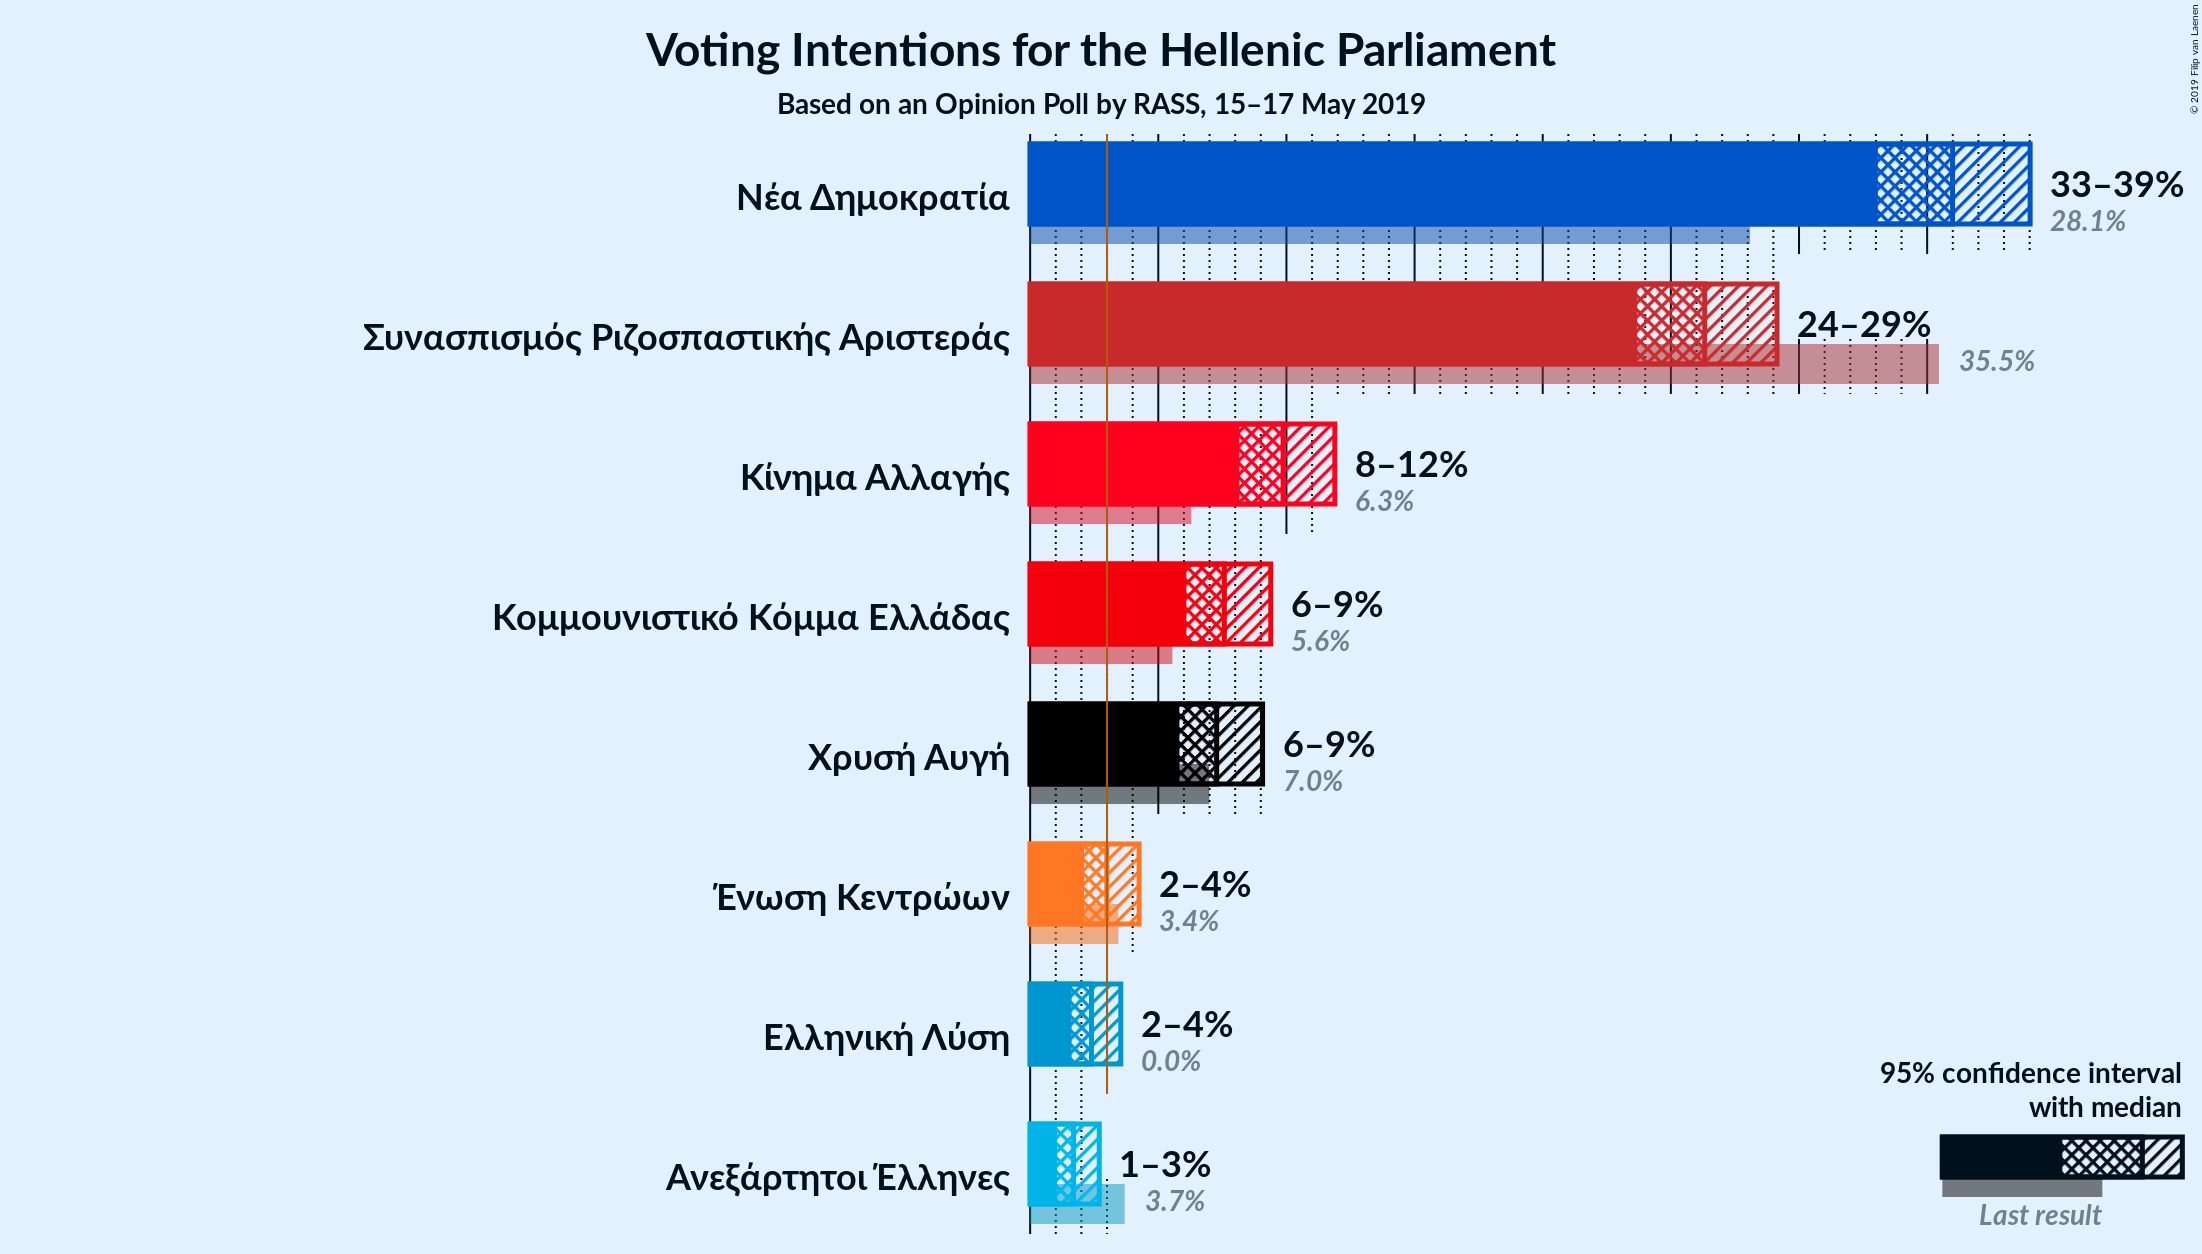 Voting Intentions for the Hellenic Parliament
Based on an Opinion Poll by RASS, 15–17 May 2019
© 2019 Filip van Laenen
Νέα Δημοκρατία
33–39%
28.1%
Συνασπισμός Ριζοσπαστικής Αριστεράς
24–29%
35.5%
Κίνημα Αλλαγής
8–12%
6.3%
Κομμουνιστικό Κόμμα Ελλάδας
6–9%
5.6%
Χρυσή Αυγή
6–9%
7.0%
Ένωση Κεντρώων
2–4%
3.4%
Ελληνική Λύση
2–4%
0.0%
Ανεξάρτητοι Έλληνες
1–3%
3.7%
95% confidence interval
with median
Last result